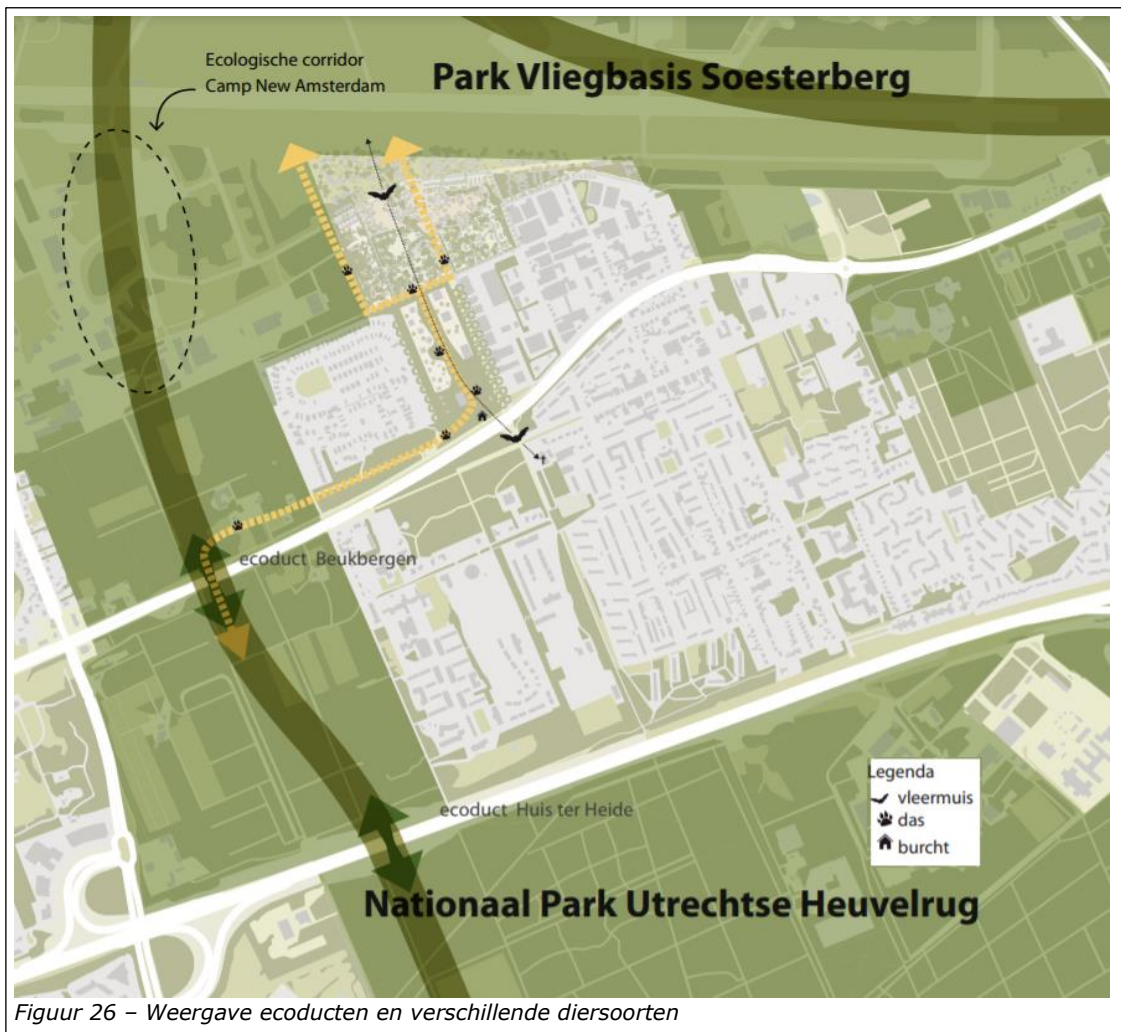 Ecologische corridor
Camp New Amsterdam
Park Vliegbasis Soesterberg
ecoduct Beukbergen
ecoduct Huis ter Heide
Legenda
vleermuis
das
burcht
Nationaal Park Utrechtse Heuvelrug
Figuur 26 – Weergave ecoducten en verschillende diersoorten